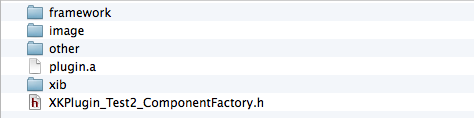 framework
image
other
plugin.a
xib
h XKPlugin_Test2_ComponentFactory.h